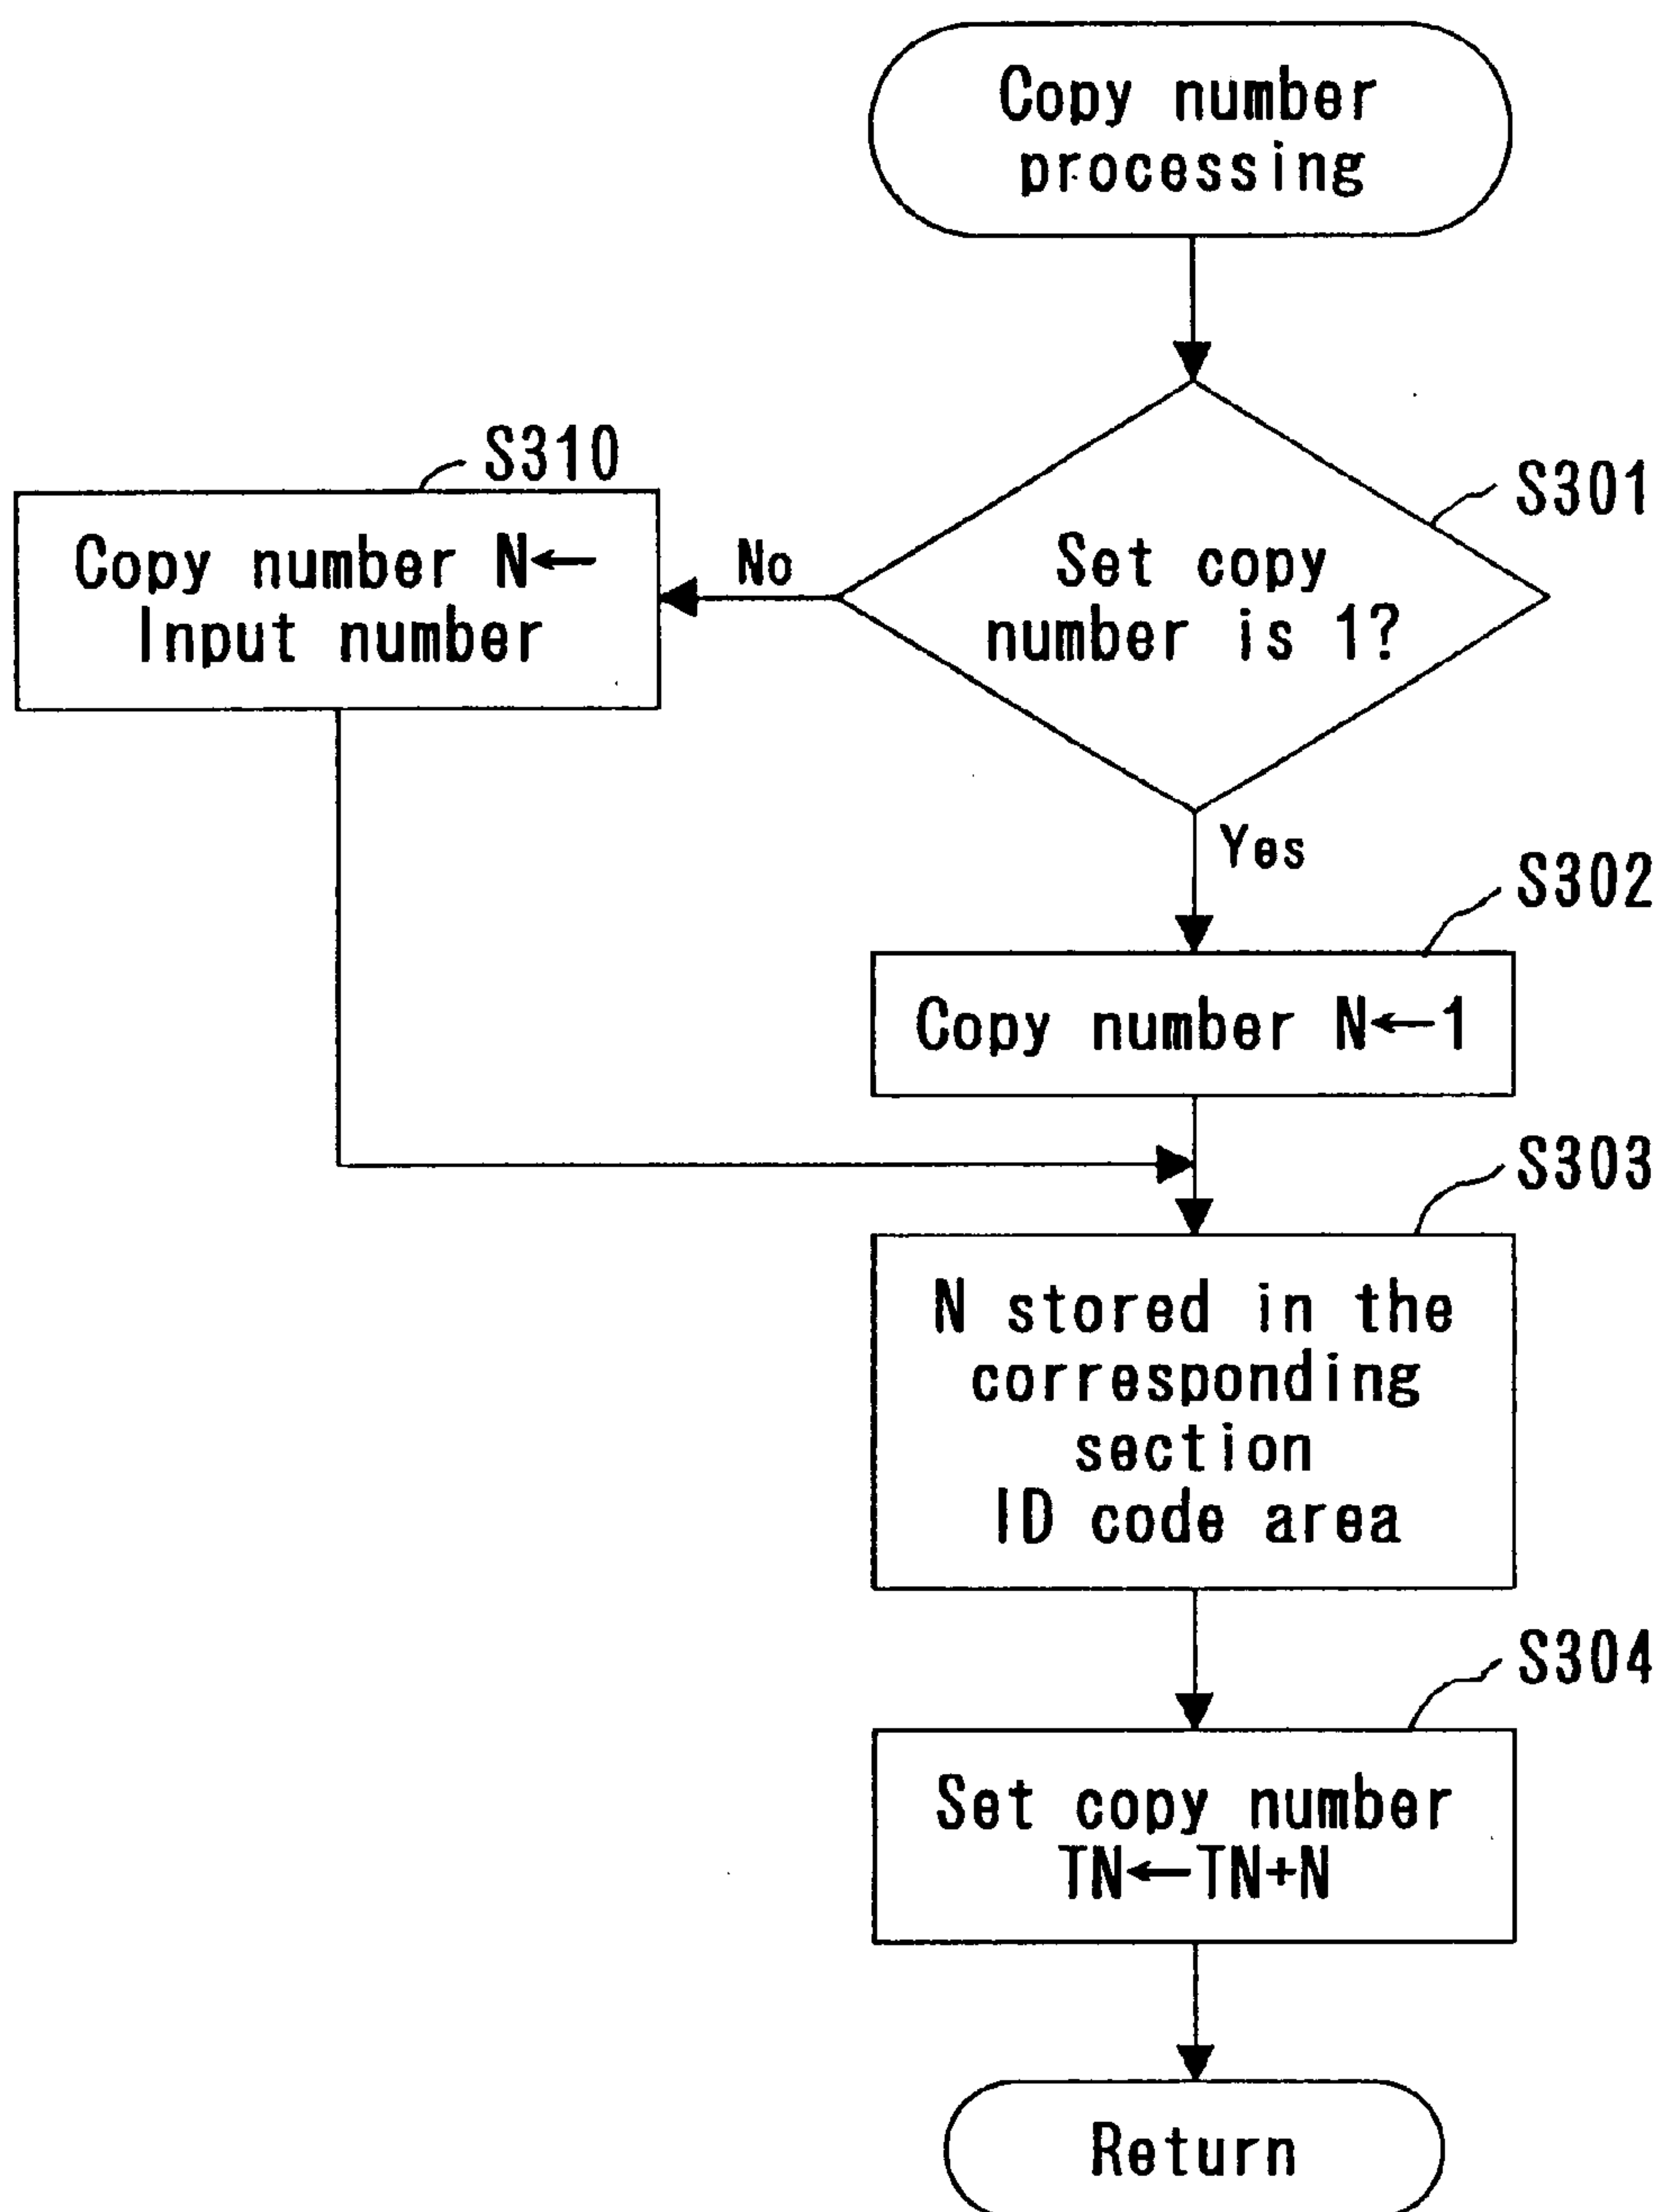 Copy number
processing
S310
S301
Copy number N←
Input number
No
Set copy
number is 1?
Yes
S302
Copy number N←1
S303
N stored in the
corresponding
section
ID code area
S304
Set copy number
TN←TN+N
Return